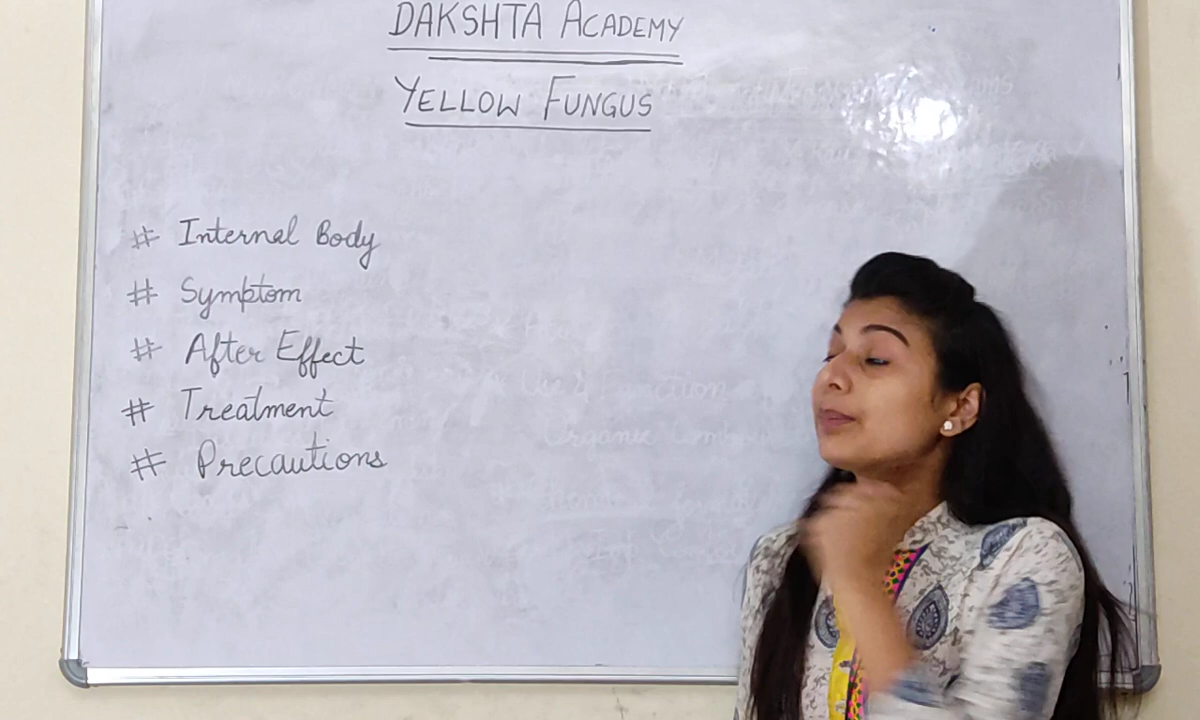 DAKSHTA ACADEMY
YELLOW FUNGUS
# Internal Body
# Symptom
# After Effect
# Treatment
# Precautions